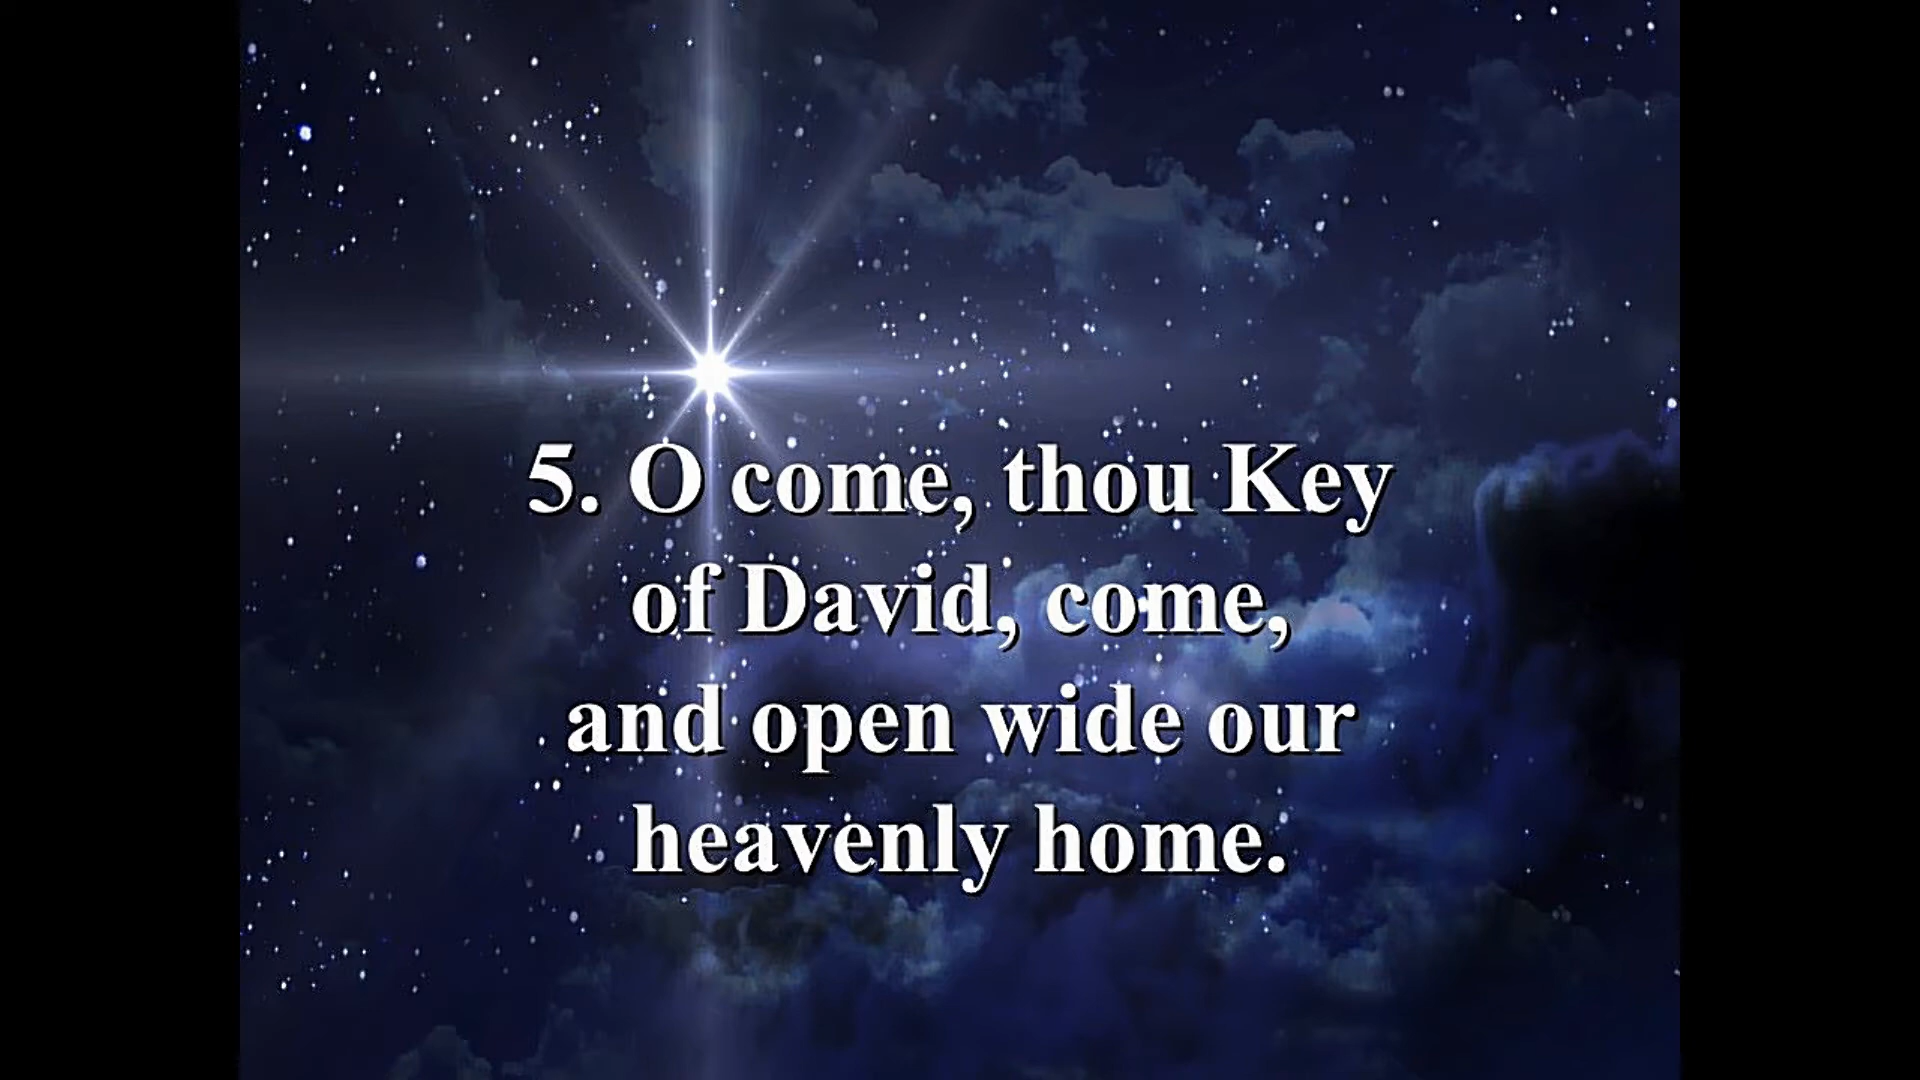 5. O come, thou Key
of David, come,
and open wide our
heavenly home.